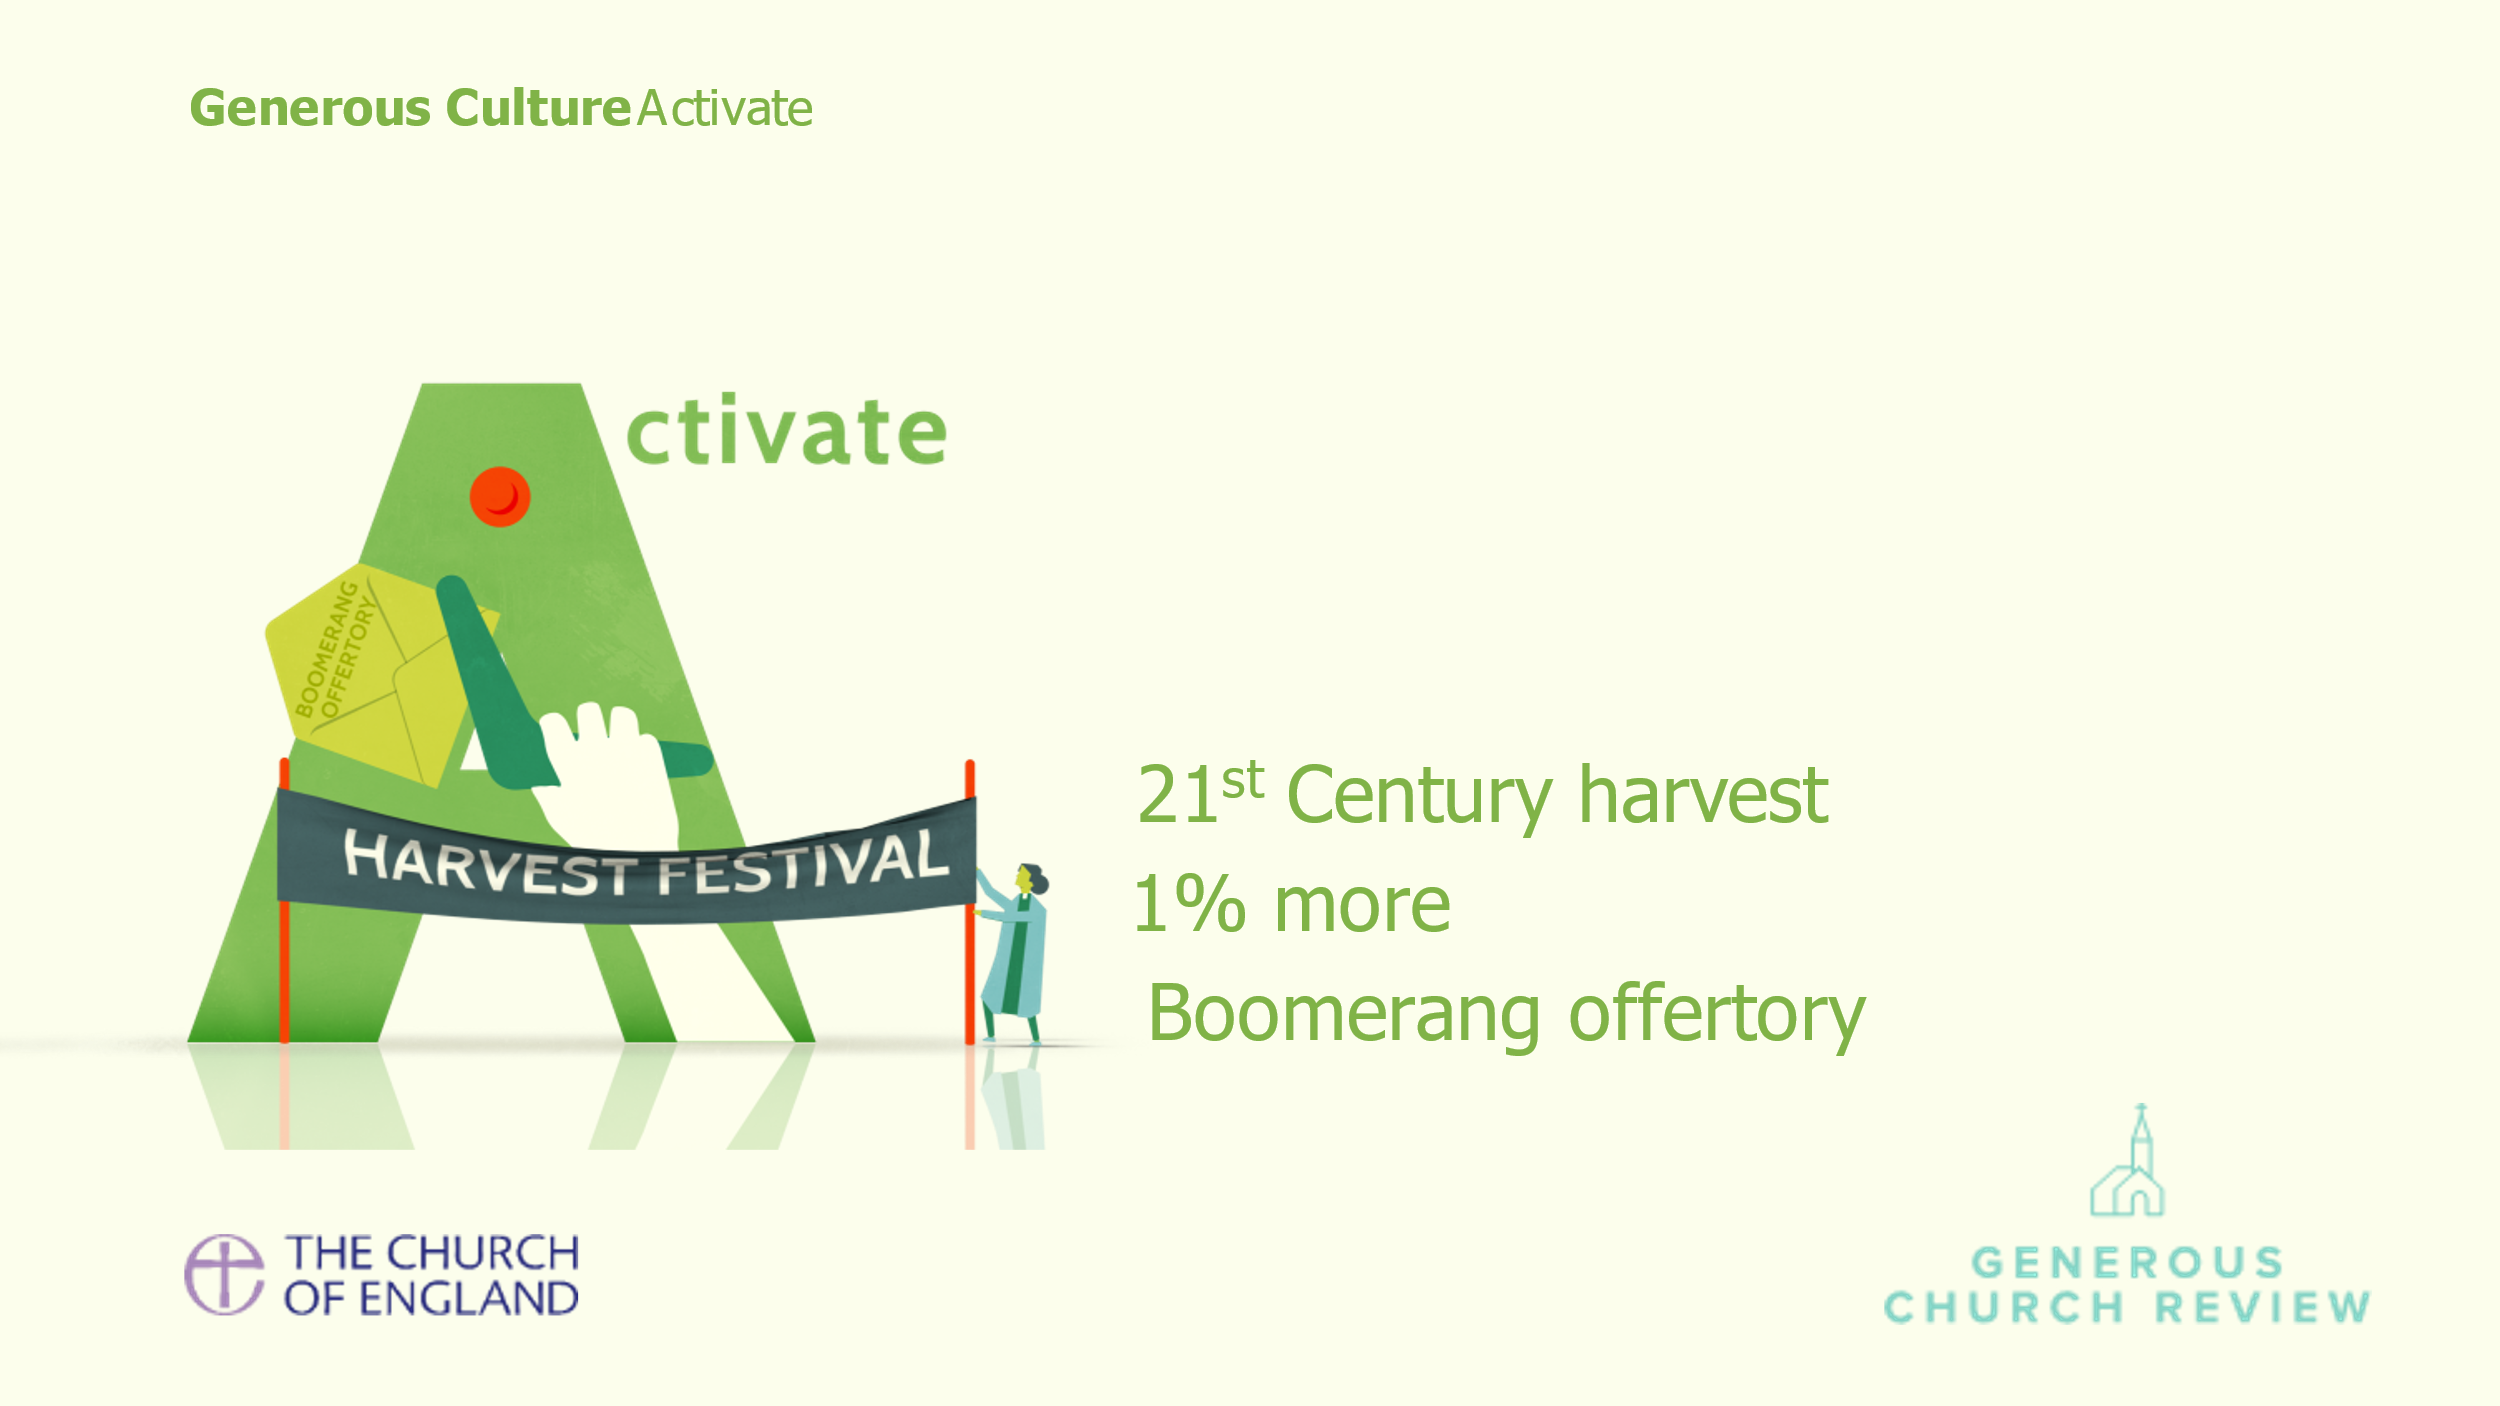 Generous Culture Activate
Activate
BOOMERANG
OFFERTORY
HARVEST FESTIVAL
21st Century harvest
1% more
Boomerang offertory
THE CHURCH
OF ENGLAND
GENEROUS
CHURCH REVIEW